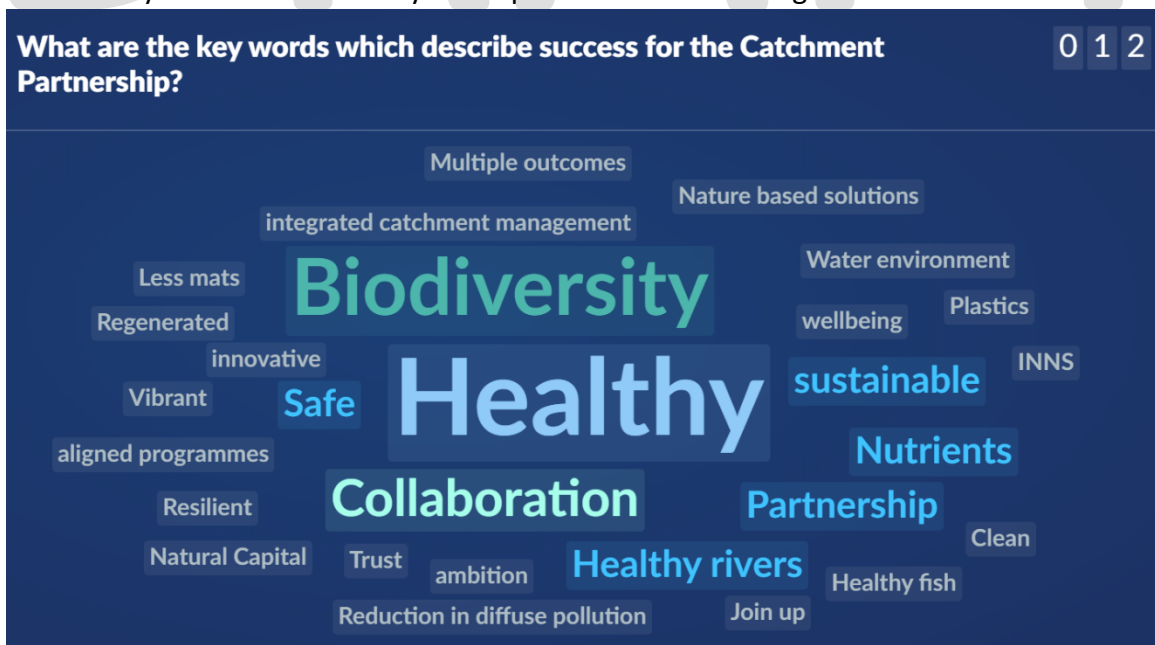 What are the key words which describe success for the Catchment
Partnership?
0 1 2
Multiple outcomes
Nature based solutions
integrated catchment management
Water environment
Biodiversity
Less mats
Plastics
Regenerated
wellbeing
innovative
INNS
Healthy
sustainable
Vibrant
Safe
aligned programmes
Nutrients
Collaboration
Resilient
Partnership
Clean
Natural Capital
Trust
ambition
Healthy rivers
Healthy fish
Reduction in diffuse pollution
Join up